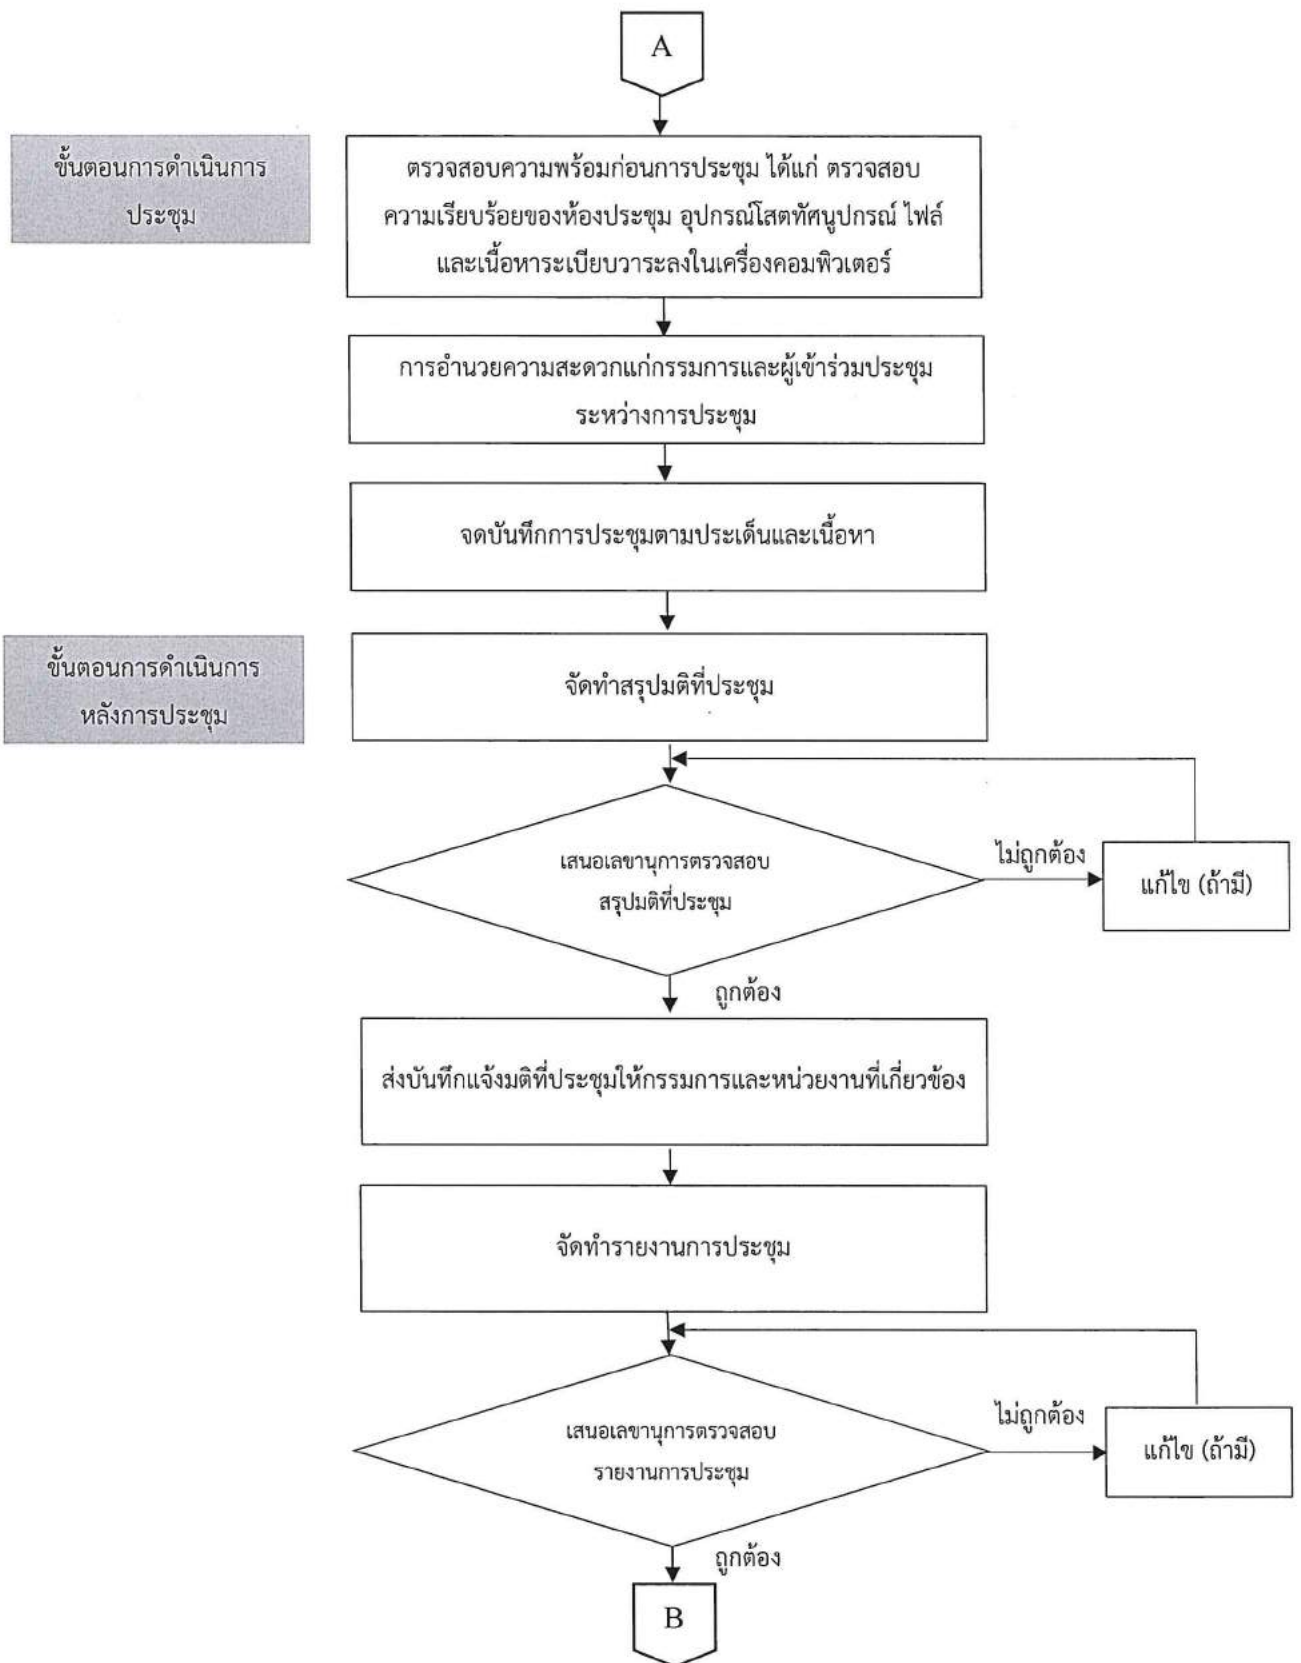 A
ขั้นตอนการดำเนินการ
ประชุม
ตรวจสอบความพร้อมก่อนการประชุม ได้แก่ ตรวจสอบ
ความเรียบร้อยของห้องประชุม อุปกรณ์โสตทัศนูปกรณ์ ไฟล์
และเนื้อหาระเบียบวาระลงในเครื่องคอมพิวเตอร์
การอำนวยความสะดวกแก่กรรมการและผู้เข้าร่วมประชุม
ระหว่างการประชุม
จดบันทึกการประชุมตามประเด็นและเนื้อหา
ขั้นตอนการดำเนินการ
หลังการประชุม
จัดทำสรุปมติที่ประชุม
เสนอเลขานุการตรวจสอบ
สรุปมติที่ประชุม
ไม่ถูกต้อง
แก้ไข (ถ้ามี)
ถูกต้อง
ส่งบันทึกแจ้งมติที่ประชุมให้กรรมการและหน่วยงานที่เกี่ยวข้อง
จัดทำรายงานการประชุม
เสนอเลขานุการตรวจสอบ
รายงานการประชุม
ไม่ถูกต้อง
แก้ไข (ถ้ามี)
ถูกต้อง
B